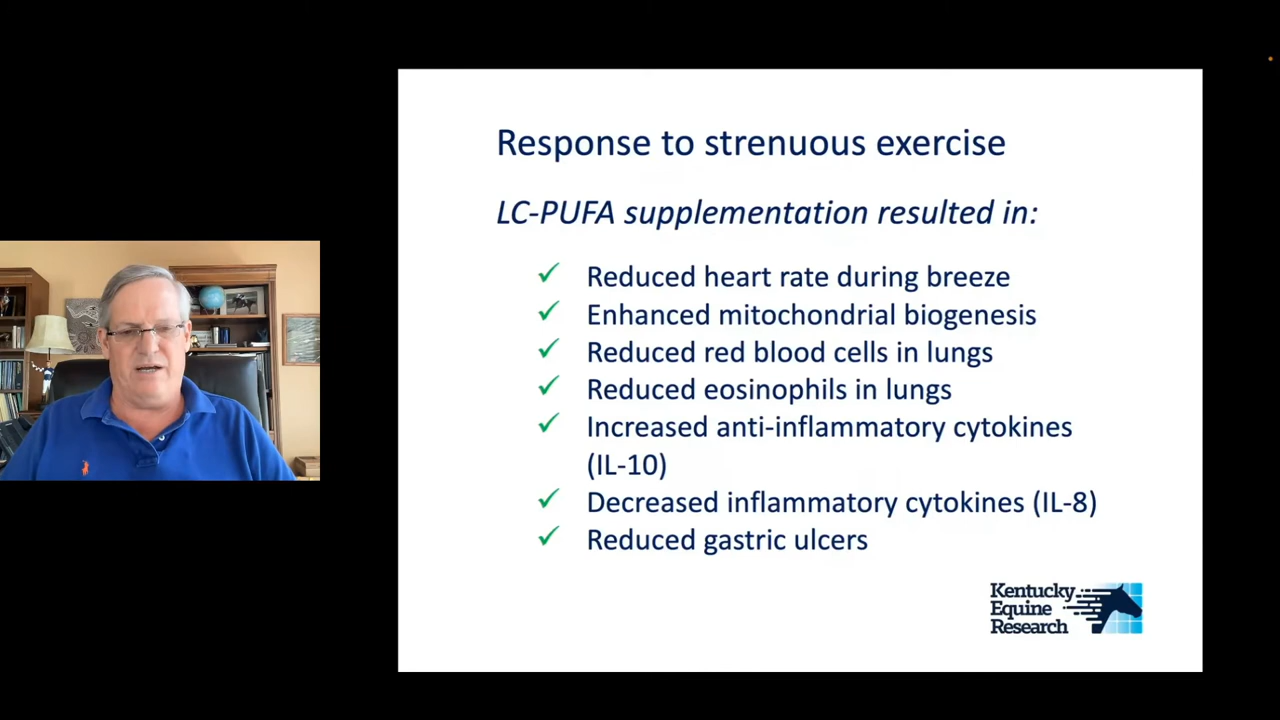 Response to strenuous exercise
LC-PUFA supplementation resulted in:
Reduced heart rate during breeze
Enhanced mitochondrial biogenesis
Reduced red blood cells in lungs
Reduced eosinophils in lungs
Increased anti-inflammatory cytokines
(IL-10)
Decreased inflammatory cytokines (IL-8)
Reduced gastric ulcers
Kentucky
Equine
Research